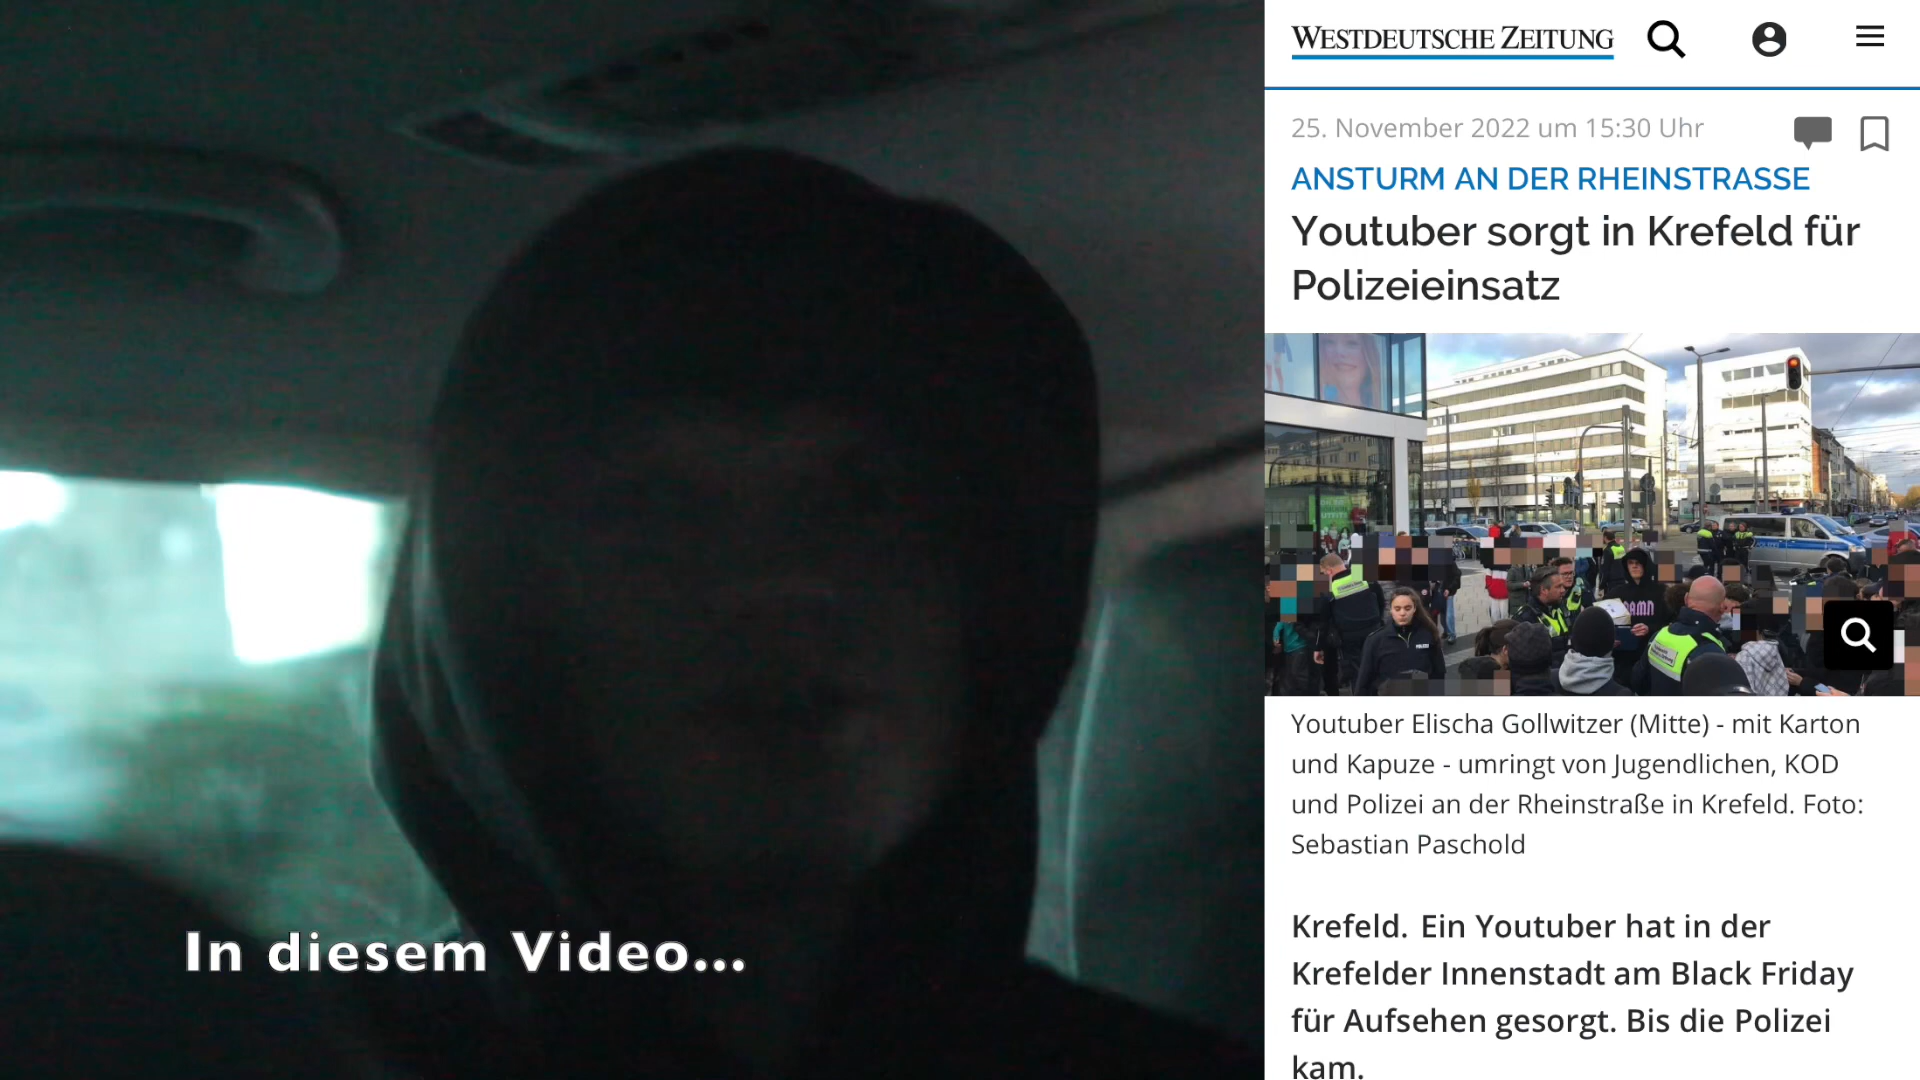 In diesem Video...
WESTDEUTSCHE ZEITUNG
25. November 2022 um 15:30 Uhr
ANSTURM AN DER RHEINSTRASSE
Youtuber sorgt in Krefeld für
Polizeieinsatz
DAMN
Youtuber Elischa Gollwitzer (Mitte) - mit Karton
und Kapuze - umringt von Jugendlichen, KOD
und Polizei an der Rheinstraße in Krefeld. Foto:
Sebastian Paschold
Krefeld. Ein Youtuber hat in der
Krefelder Innenstadt am Black Friday
für Aufsehen gesorgt. Bis die Polizei
kam.